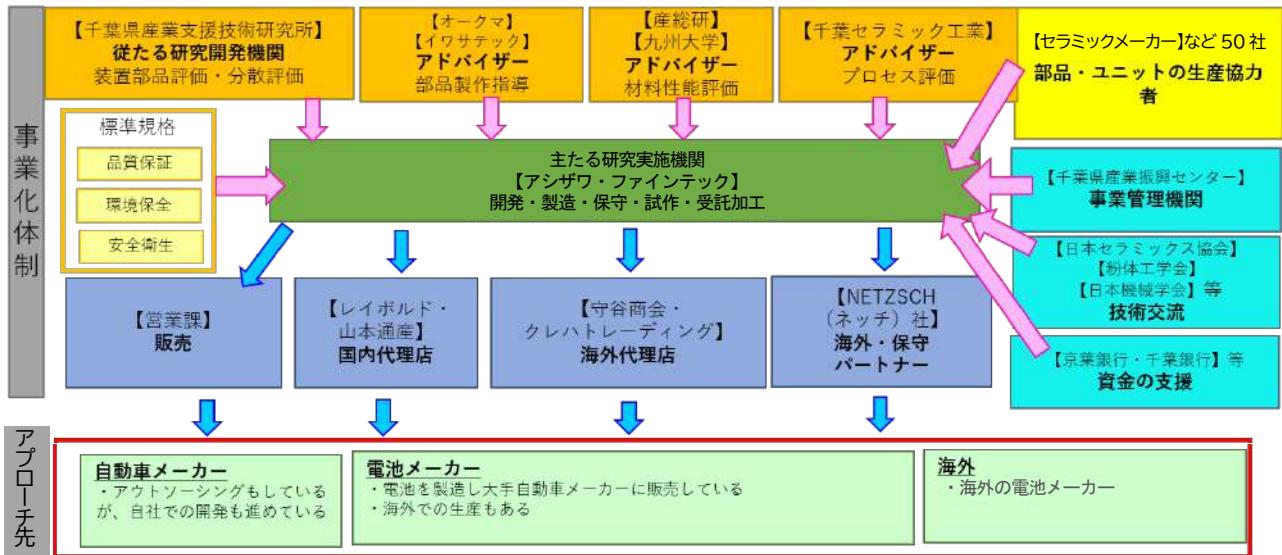 事業化体制
【千葉県産業支援技術研究所】
従たる研究開発機関
装置部品評価・分散評価
【オークマ】
【イワサテック】
アドバイザー
部品製作指導
【産総研】
【九州大学】
アドバイザー
材料性能評価
【千葉セラミック工業】
アドバイザー
プロセス評価
【セラミックメーカー】など50社
部品・ユニットの生産協力
者
標準規格
品質保証
環境保全
安全衛生
主たる研究実施機関
【アシザワ・ファインテック】
開発・製造・保守・試作・受託加工
【千葉県産業振興センター】
事業管理機関
【日本セラミックス協会】
【粉体工学会】
【日本機械学会】等
技術交流
【京葉銀行・千葉銀行】等
資金の支援
【営業課】
販売
【レイボルド・
山本通産】
国内代理店
【守谷商会・
クレハトレーディング】
海外代理店
【NETZSCH
（ネッチ）社】
海外・保守
パートナー
アプローチ先
自動車メーカー
・アウトソーシングもしている
が、自社での開発も進めている
電池メーカー
・電池を製造し大手自動車メーカーに販売している
・海外での生産もある
海外
・海外の電池メーカー